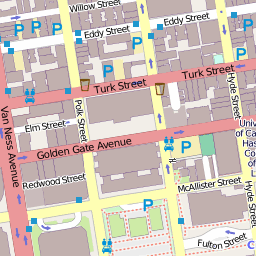 Willow Street
Eddy Street
Eddy Street
P
P
P
P
P
Turk Street
Turk Street
Hyde Street
Van Ness Avenue
Polk Street
Elm Street
Golden Gate Avenue
Univ
of Ca
Has
Co
of
L
P
Redwood Street
McAllister Street
Hyde Street
P
P
Fulton Street